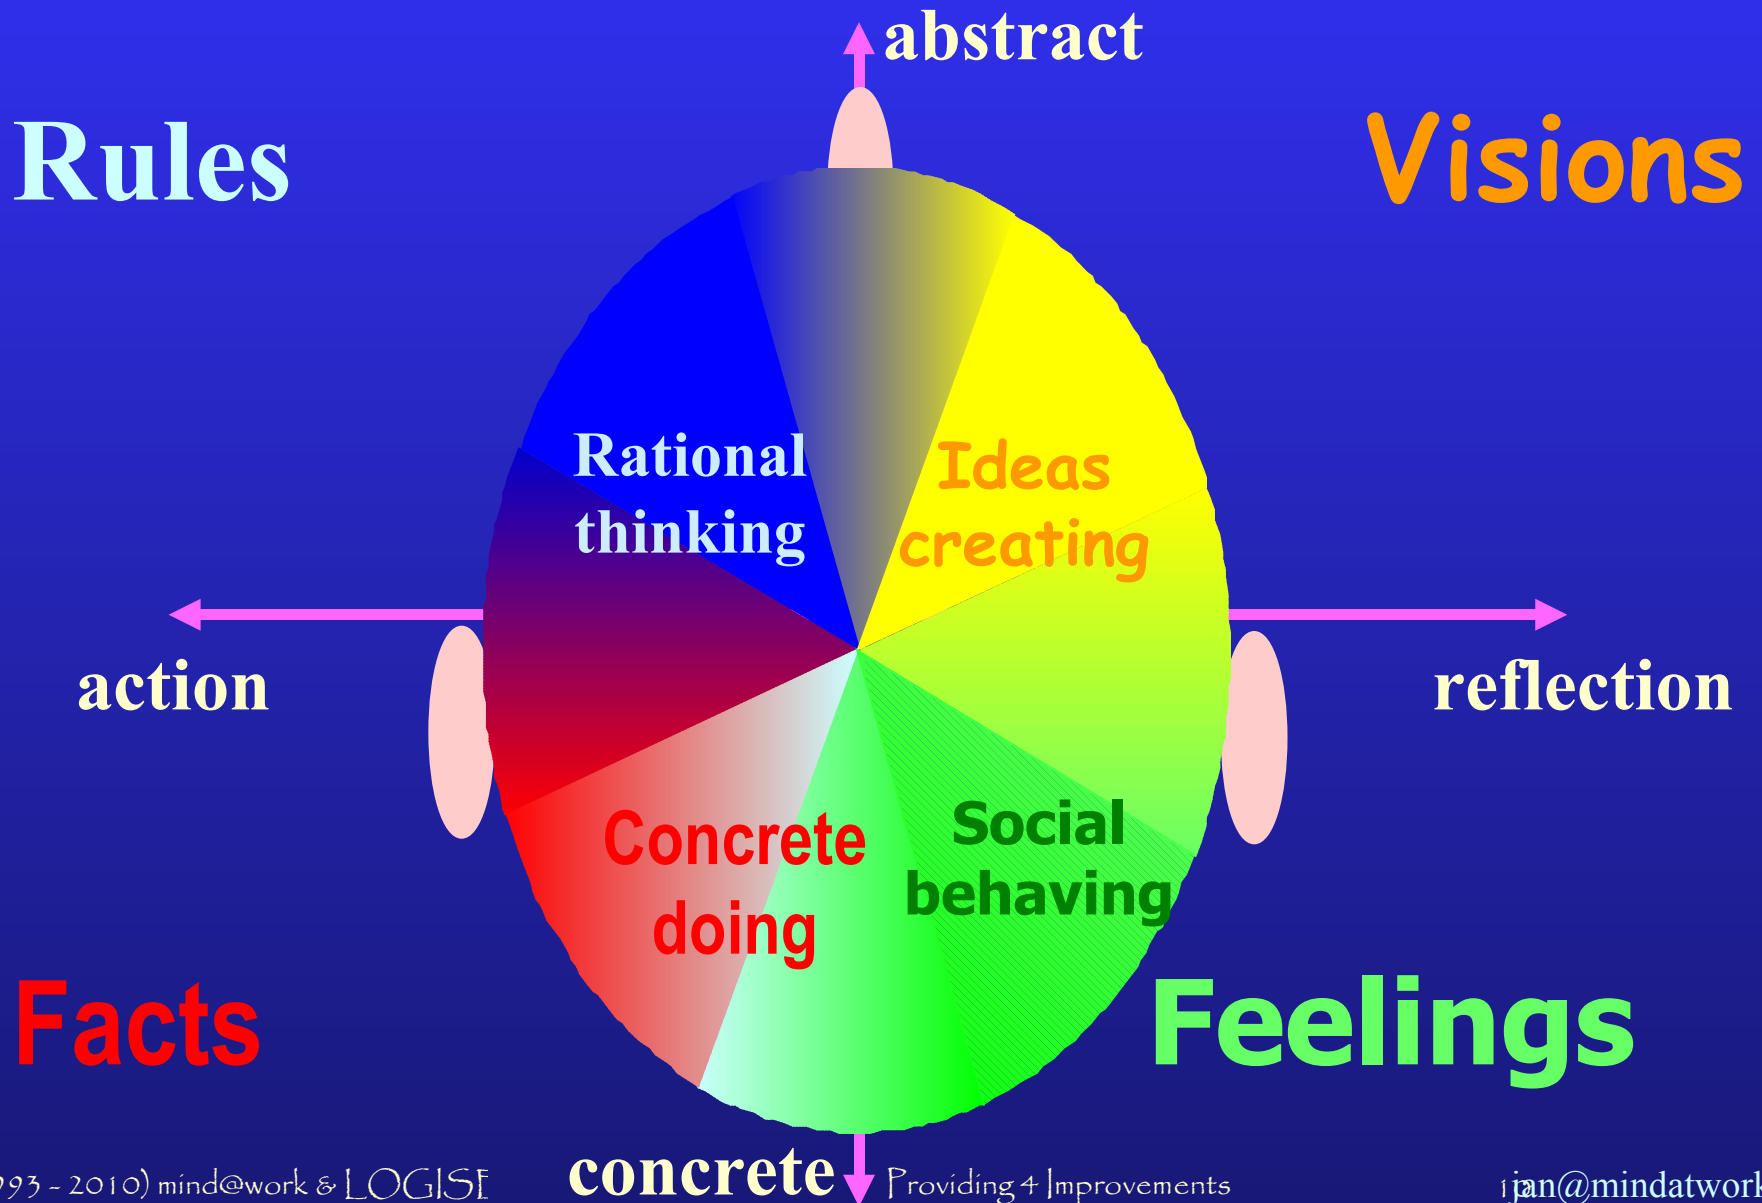 abstract
Rules
Visions
Rational
thinking
Ideas
creating
action
reflection
Concrete
doing
Social
behaving
Facts
Feelings
concrete
993 - 2010) mind@work & LOGISE
Providing 4 Improvements
jan@mindatwork